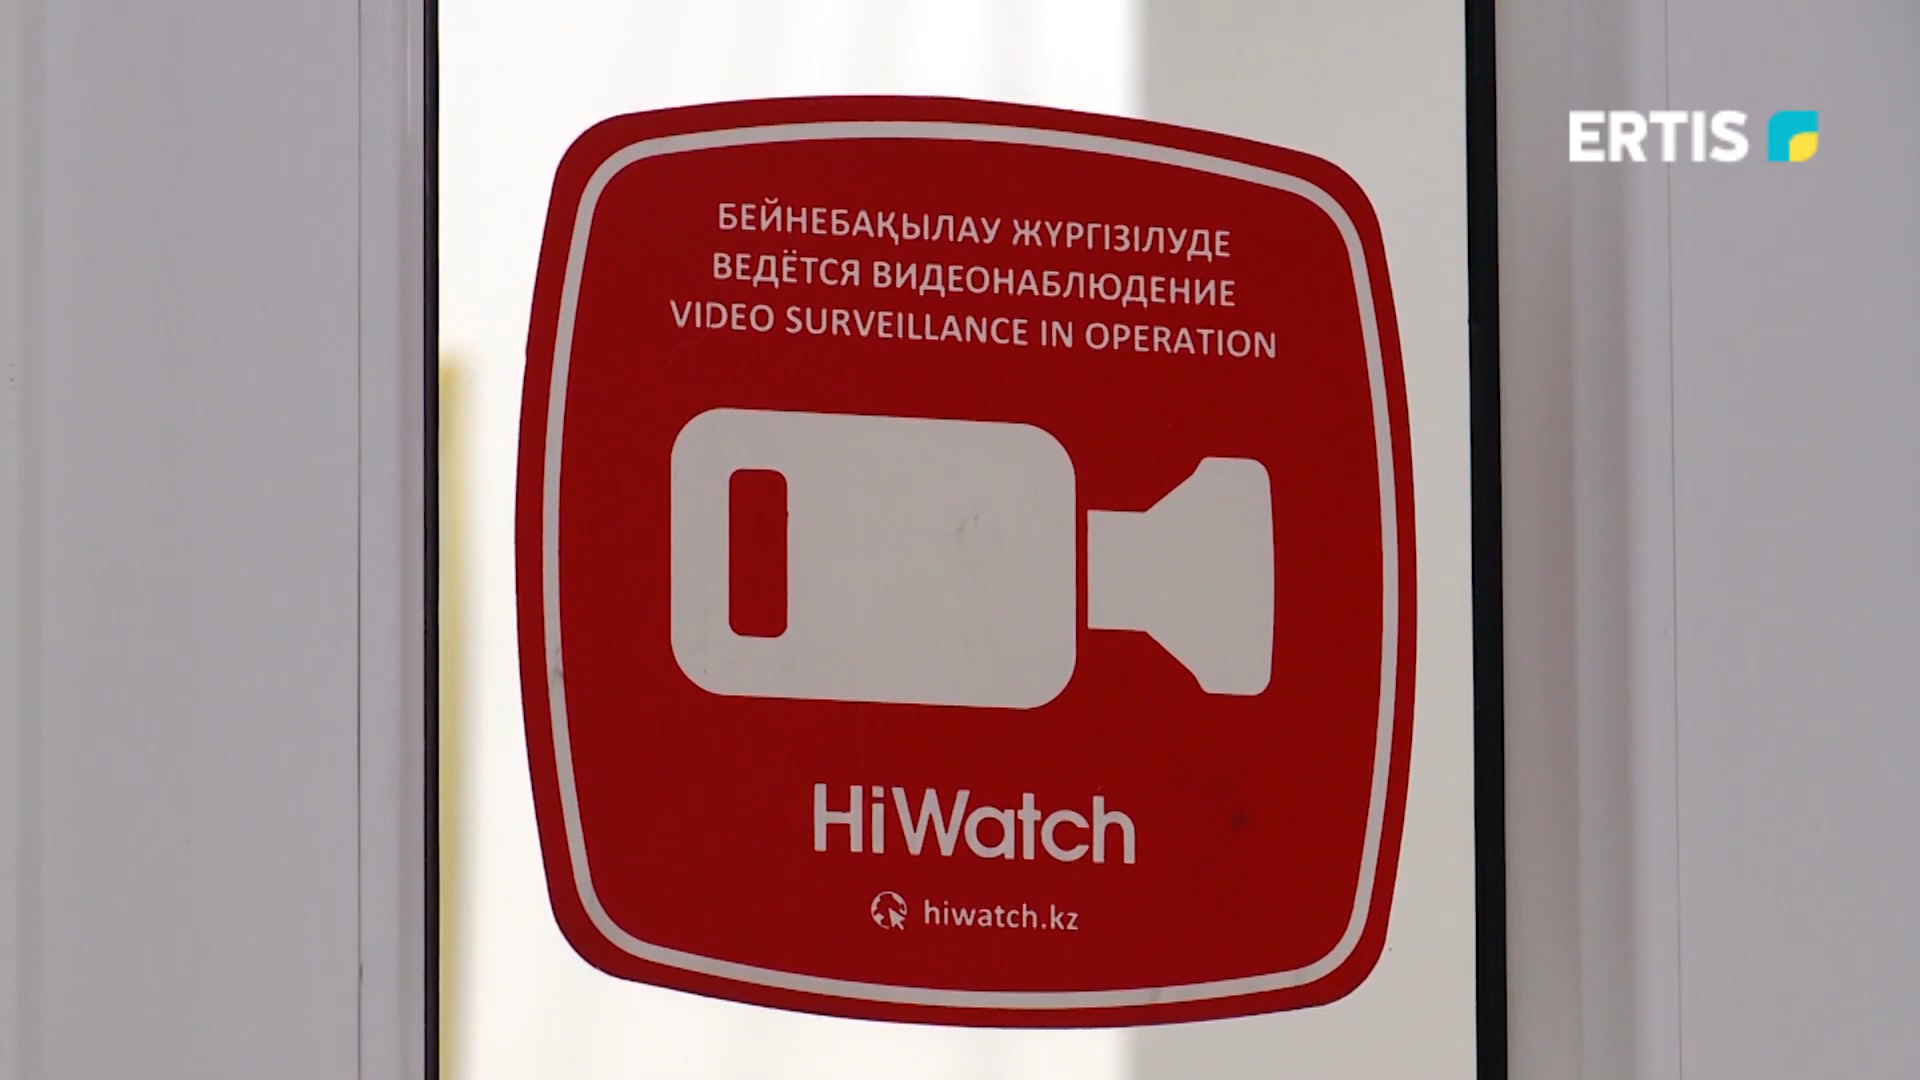 ERTIS
БЕЙНЕБАҚЫЛАУ ЖҮРГІЗІЛУДЕ
ВЕДЁТСЯ ВИДЕОНАБЛЮДЕНИЕ
VIDEO SURVEILLANCE IN OPERATION
HiWatch
hiwatch.kz